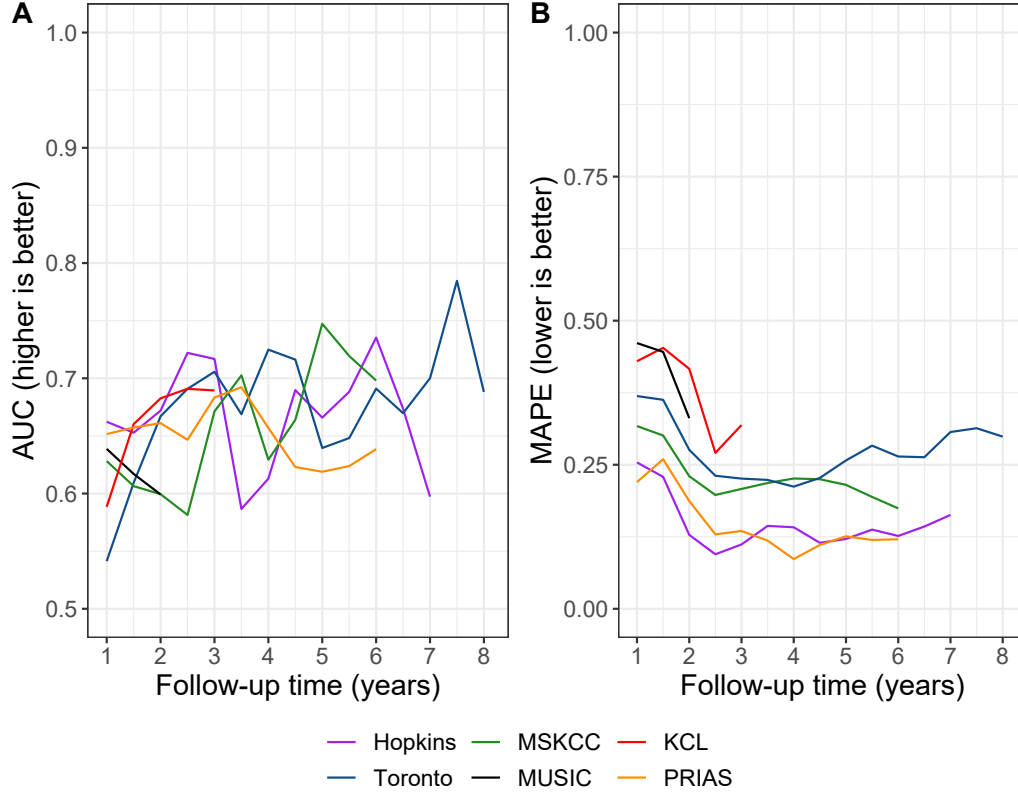 A
AUC (higher is better)
1.0
0.9
0.8
0.7
0.6
0.5
1 2 3 4 5 6 7 8
Follow-up time (years)
B
MAPE (lower is better)
1.00
0.75
0.50
0.25
0.00
1 2 3 4 5 6 7 8
Follow-up time (years)
Hopkins MSKCC KCL
Toronto MUSIC PRIAS